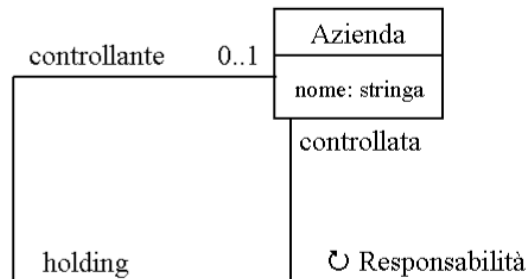 Azienda
controllante 0..1
nome: stringa
controllata
holding
↻ Responsabilità